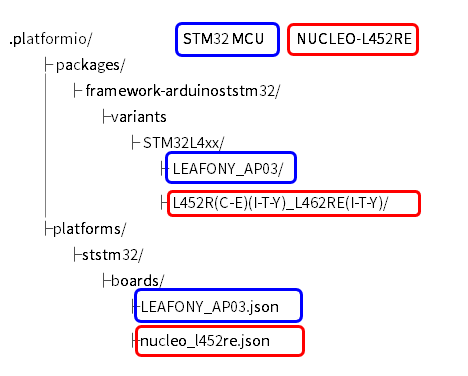 .platformio/ STM32 MCU NUCLEO-L452RE
├ packages/
├ framework-arduinoststm32/
├variants
├ STM32L4xx/
├ LEAFONY_AP03/
├ L452R(C-E)(I-T-Y)_L462RE(I-T-Y)/
├platforms/
├ststm32/
├boards/
├LEAFONY_AP03.json
├nucleo_l452re.json